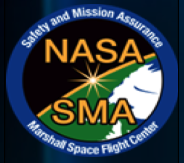 Safety and Mission Assurance
NASA
SMA
Marshall Space Flight Center